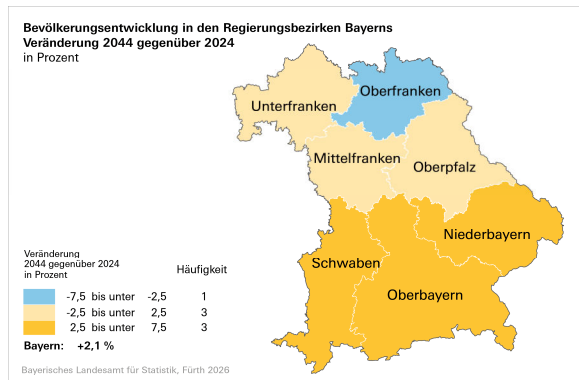 Bevölkerungsentwicklung in den Regierungsbezirken Bayerns
Veränderung 2044 gegenüber 2024
in Prozent
Oberfranken
Unterfranken
Mittelfranken
Oberpfalz
Niederbayern
Schwaben
Oberbayern
Veränderung
2044 gegenüber 2024
in Prozent
Häufigkeit
-7,5 bis unter -2,5 1
-2,5 bis unter 2,5 3
2,5 bis unter 7,5 3
Bayern: +2,1 %
Bayerisches Landesamt für Statistik, Fürth 2026